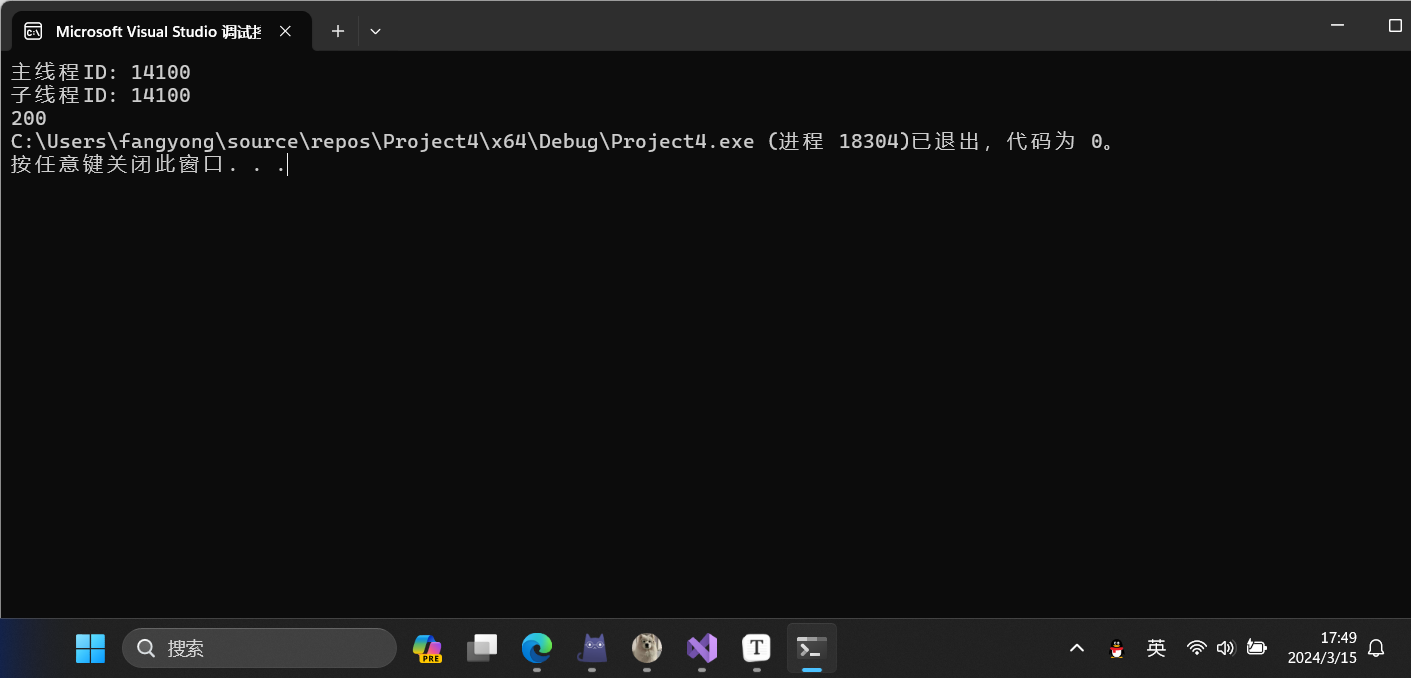 Microsoft Visual Studio 调试
主线程ID: 14100
子线程ID: 14100
200
C:\Users\fangyong\source\repos\Project4\x64\Debug\Project4.exe (进程 18304)已退出，代码为 0。
按任意键关闭此窗口. . .
搜索
PRE
T
英
17:49
2024/3/15